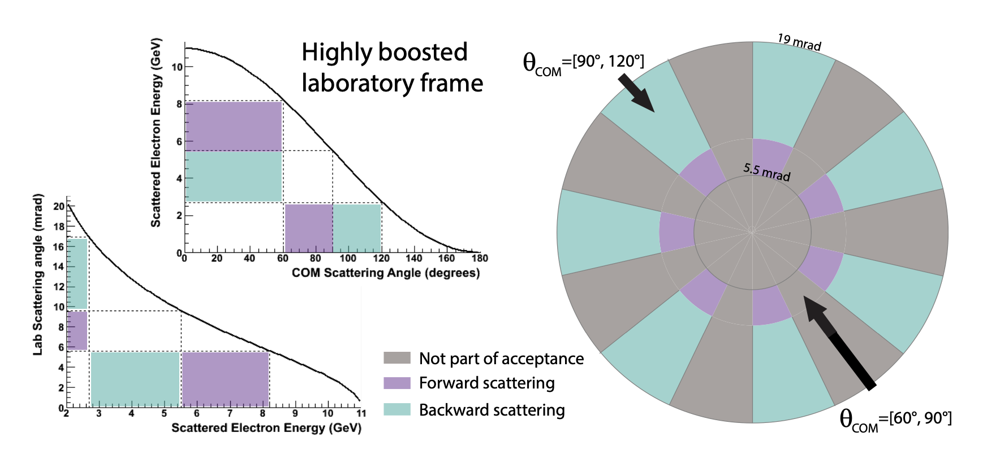 Highly boosted
laboratory frame
Scattered Electron Energy (GeV)
10
8
6
4
2
0
0 20 40 60 80 100 120 140 160 180
COM Scattering Angle (degrees)
Lab Scattering angle (mrad)
20
18
16
14
12
10
8
6
4
2
0
2 3 4 5 6 7 8 9 10 11
Scattered Electron Energy (GeV)
Not part of acceptance
Forward scattering
Backward scattering
19 mrad
θCOM=[90°, 120°]
5.5 mrad
θCOM=[60°, 90°]